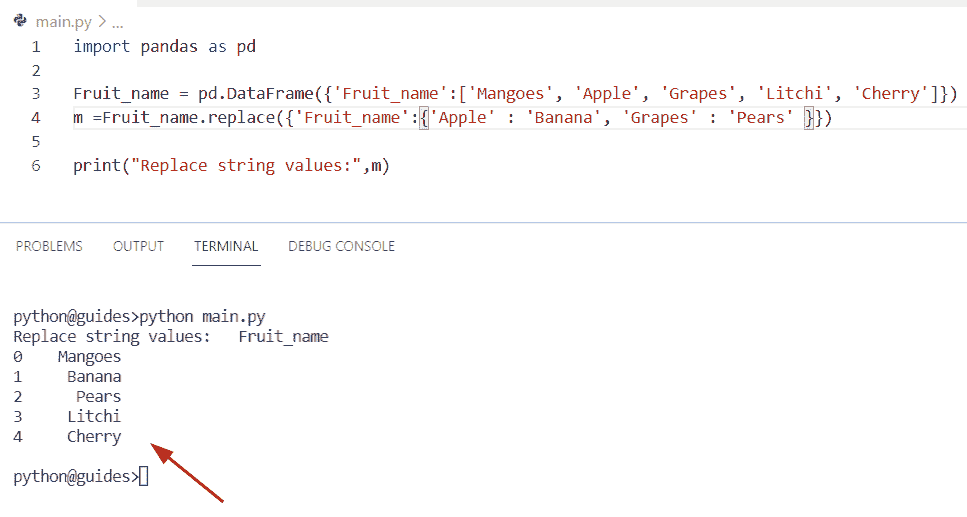 main.py > ...
1 import pandas as pd
2
3 Fruit_name = pd.DataFrame({'Fruit_name':['Mangoes', 'Apple', 'Grapes', 'Litchi', 'Cherry']})
4 m =Fruit_name.replace({'Fruit_name':{'Apple' : 'Banana', 'Grapes' : 'Pears' }})
5
6 print("Replace string values:",m)
PROBLEMS OUTPUT TERMINAL DEBUG CONSOLE
python@guides>python main.py
Replace string values:   Fruit_name
0    Mangoes
1     Banana
2      Pears
3     Litchi
4     Cherry
python@guides>